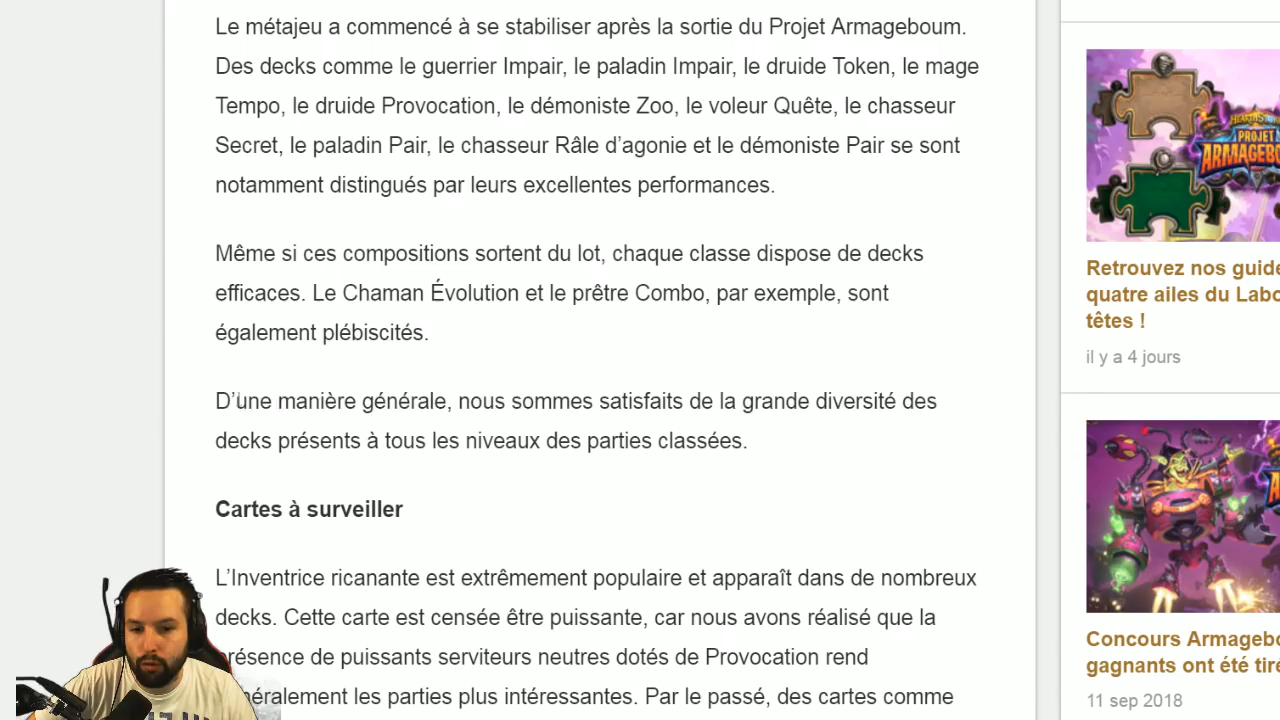 Le métajeu a commencé à se stabiliser après la sortie du Projet Armageboum.
Des decks comme le guerrier Impair, le paladin Impair, le druide Token, le mage
Tempo, le druide Provocation, le démoniste Zoo, le voleur Quête, le chasseur
Secret, le paladin Pair, le chasseur Râle d’agonie et le démoniste Pair se sont
notamment distingués par leurs excellentes performances.
Même si ces compositions sortent du lot, chaque classe dispose de decks
efficaces. Le Chaman Évolution et le prêtre Combo, par exemple, sont
également plébiscités.
D’une manière générale, nous sommes satisfaits de la grande diversité des
decks présents à tous les niveaux des parties classées.
Cartes à surveiller
L’Inventrice ricanante est extrêmement populaire et apparaît dans de nombreux
decks. Cette carte est censée être puissante, car nous avons réalisé que la
résence de puissants serviteurs neutres dotés de Provocation rend
néralement les parties plus intéressantes. Par le passé, des cartes comme
HEARTHSTO
PROJET
ARMAGEBO
Retrouvez nos guide
quatre ailes du Labo
têtes !
il y a 4 jours
Concours Armagebo
gagnants ont été tiré
11 sep 2018